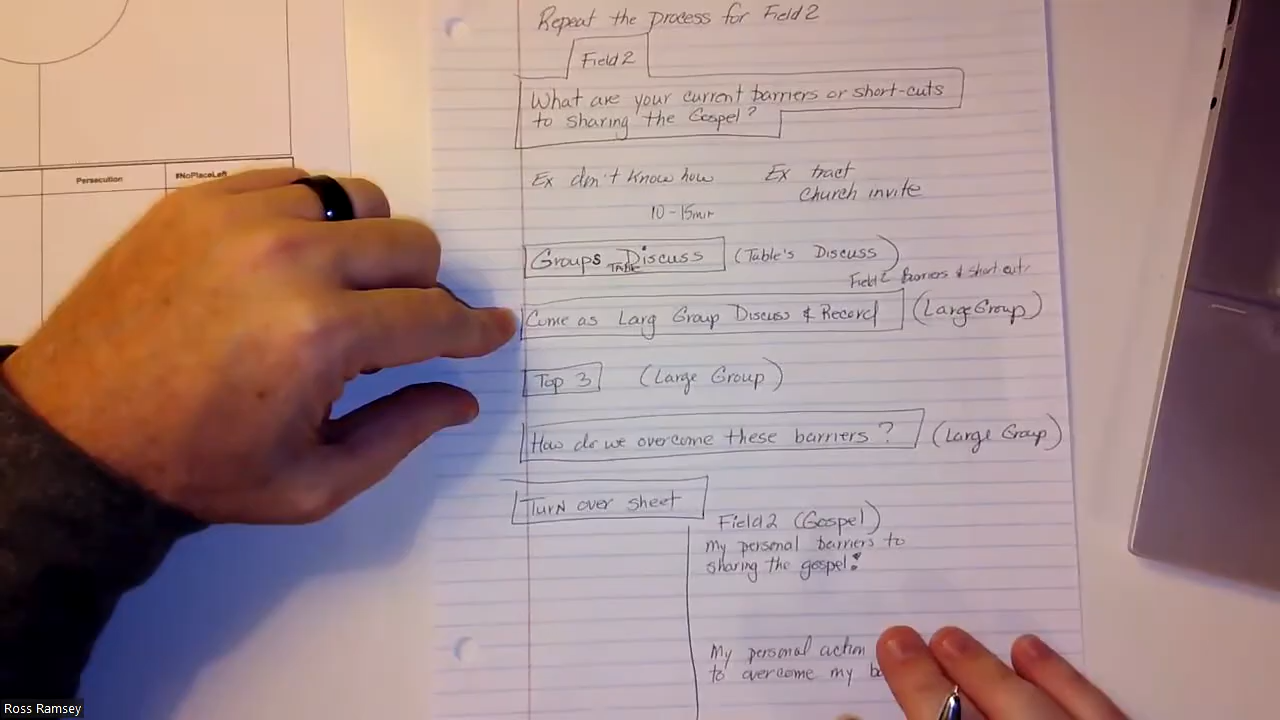 Repeat the process for Field 2
Field 2
What are your current barriers or short-cuts
to sharing the Gospel?
Ex don't know how
Ex tract
Church invite
10-15 min
Groups Discuss (Table's Discuss)
TABLE
Field 2 Barriers & short cuts
Come as Larg Group Discuss & Record (Large Group)
Top 3 (Large Group)
How do we overcome these barriers? (Large Group)
Turn over sheet
Field 2 (Gospel)
My personal barriers to
sharing the gospel:
My personal action
to overcome my
Persecution
#NoPlaceLeft
Ross Ramsey